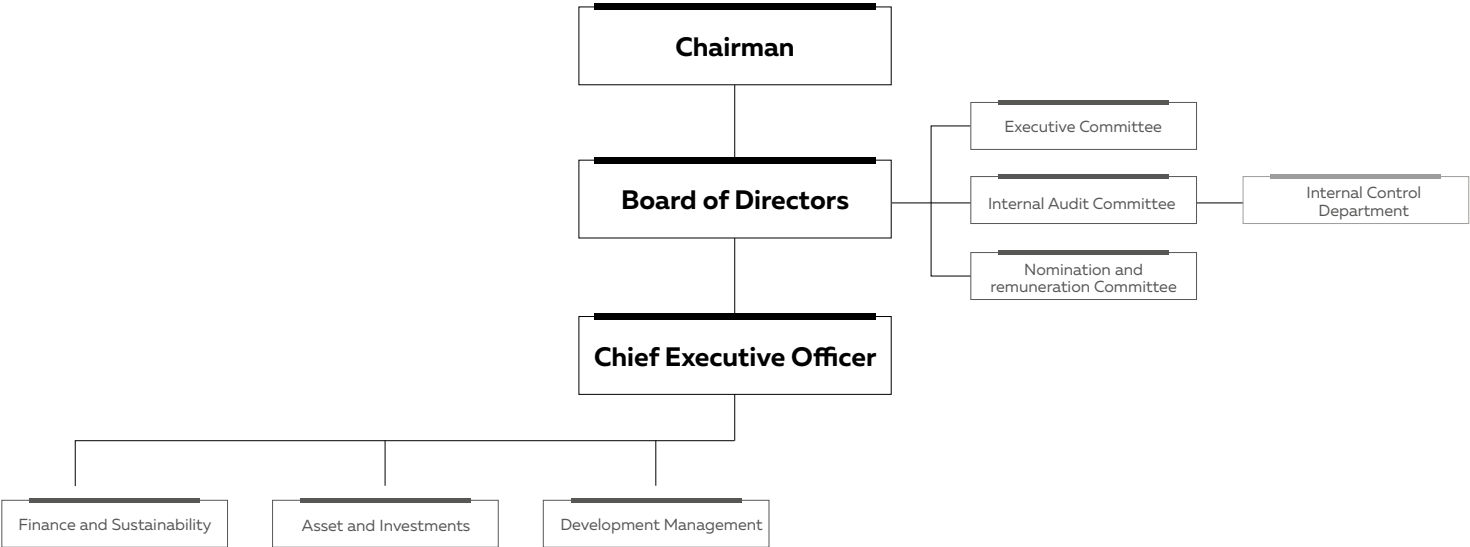 Chairman
Executive Committee
Board of Directors
Internal Audit Committee
Internal Control
Department
Nomination and
remuneration Committee
Chief Executive Officer
Finance and Sustainability
Asset and Investments
Development Management